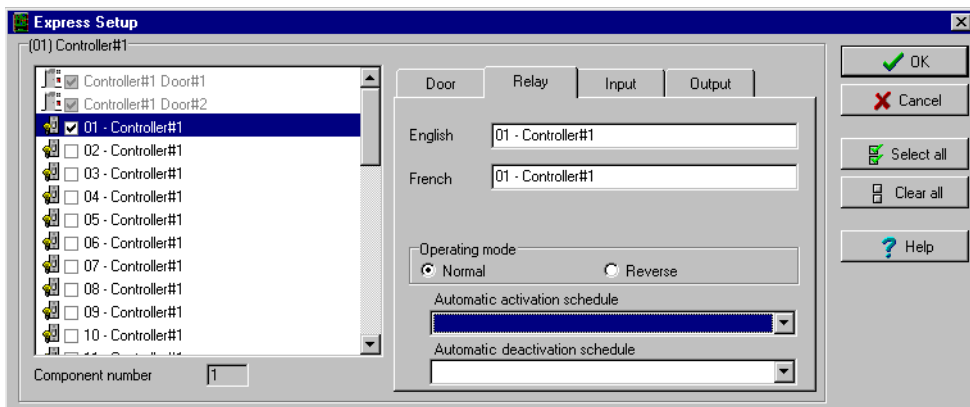 Express Setup
(01) Controller#1
Controller#1 Door#1
Controller#1 Door#2
01 - Controller#1
02 - Controller#1
03 - Controller#1
04 - Controller#1
05 - Controller#1
06 - Controller#1
07 - Controller#1
08 - Controller#1
09 - Controller#1
10 - Controller#1
Component number 1
Door Relay Input Output
English 01 - Controller#1
French 01 - Controller#1
Operating mode
Normal Reverse
Automatic activation schedule
Automatic deactivation schedule
OK
Cancel
Select all
Clear all
Help